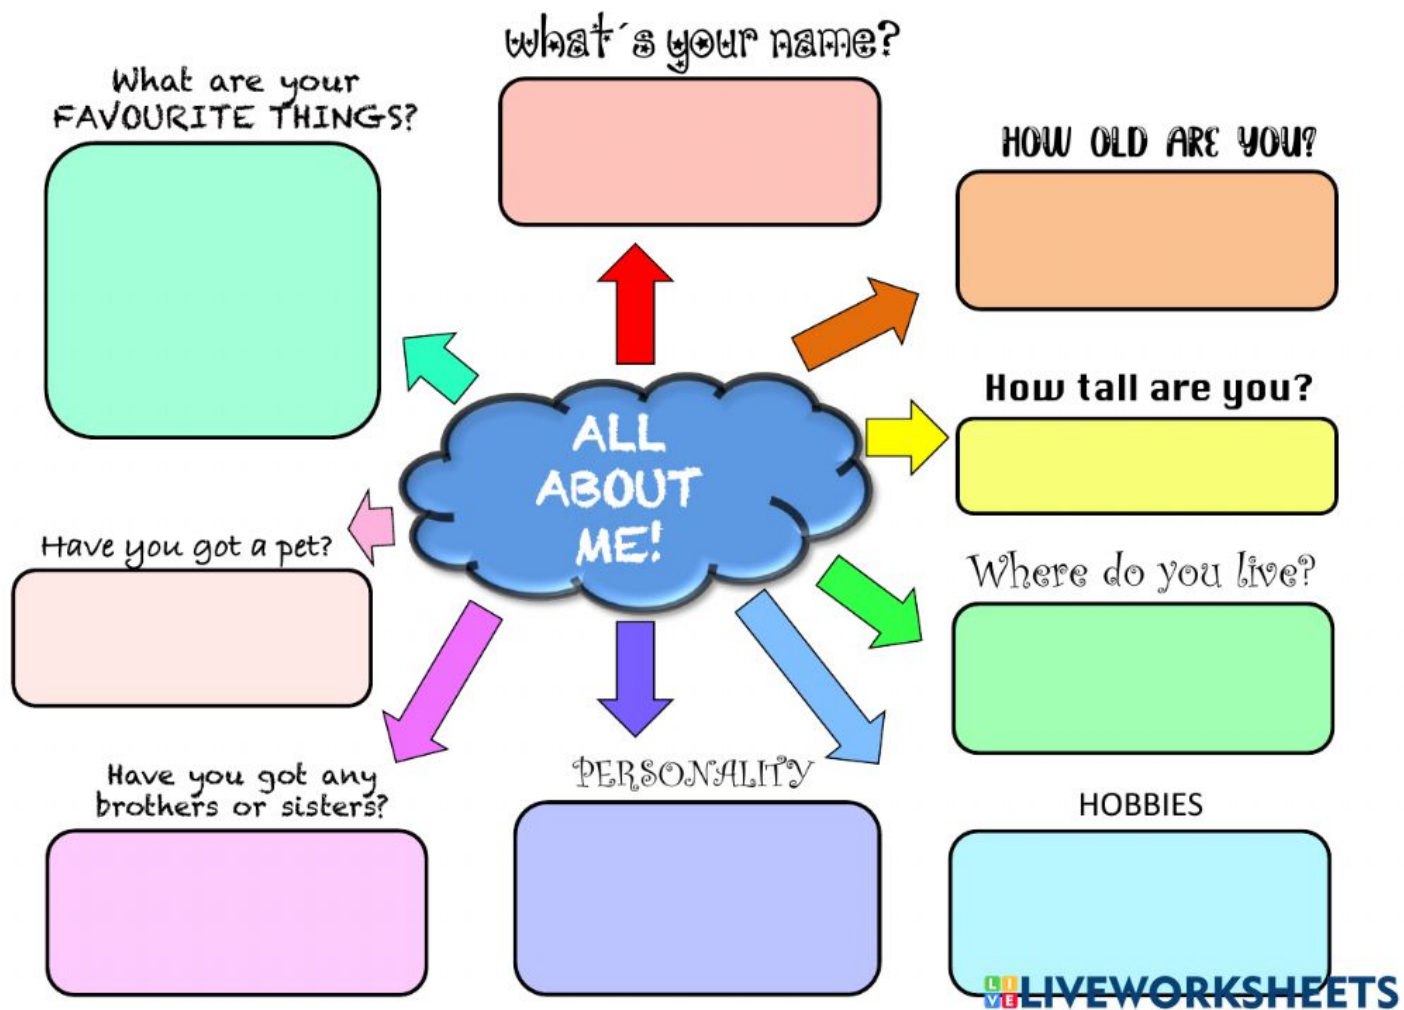 what´s your name?
What are your
FAVOURITE THINGS?
HOW OLD ARE YOU?
How tall are you?
ALL
ABOUT
ME!
Have you got a pet?
Where do you live?
Have you got any
brothers or sisters?
PERSONALITY
HOBBIES
LIVE LIVEWORKSHEETS